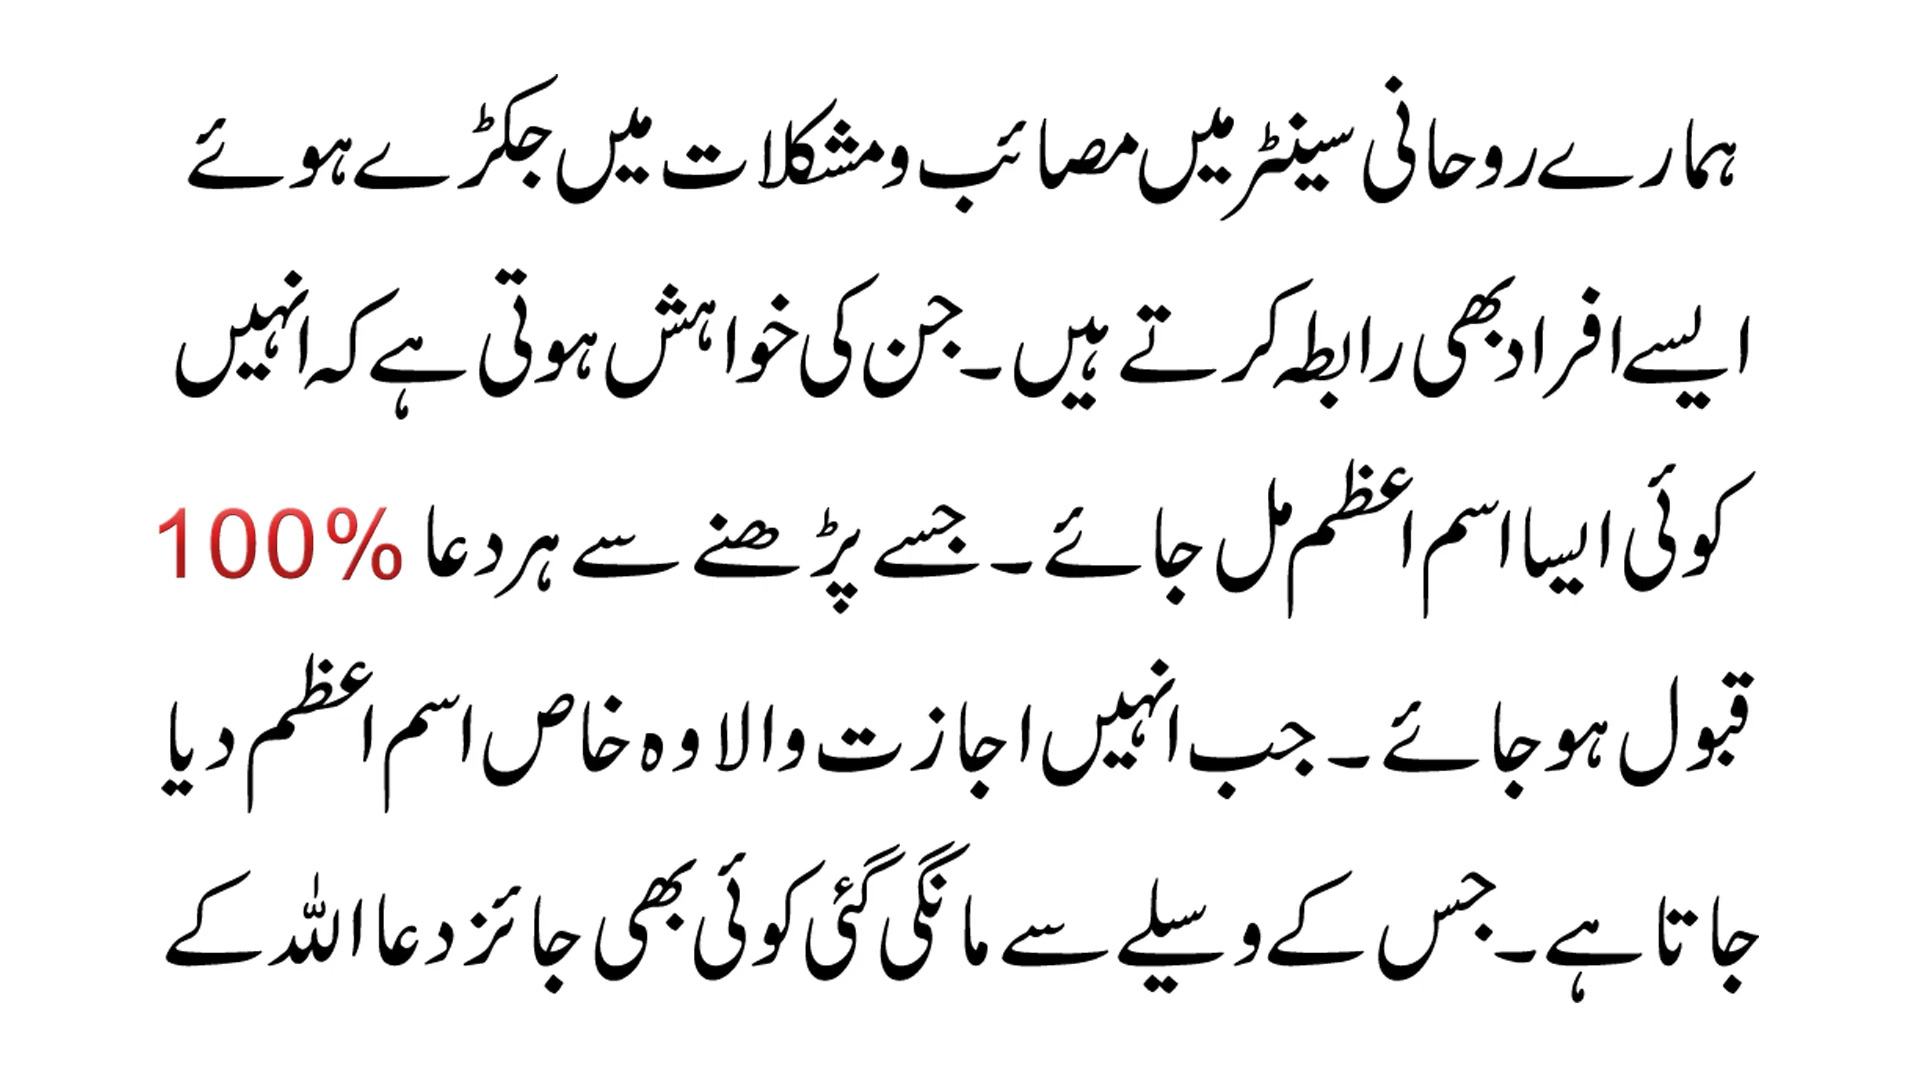 ہمارے روحانی سینٹر میں مصائب و مشکلات میں جکڑے ہوئے
ایسے افراد بھی رابطہ کرتے ہیں۔ جن کی خواہش ہوتی ہے کہ انہیں
کوئی ایسا اسم اعظم مل جائے۔ جسے پڑھنے سے ہر دعا 100%
قبول ہو جائے۔ جب انہیں اجازت والا وہ خاص اسم اعظم دیا
جاتا ہے۔ جس کے وسیلے سے مانگی گئی کوئی بھی جائز دعا اللہ کے